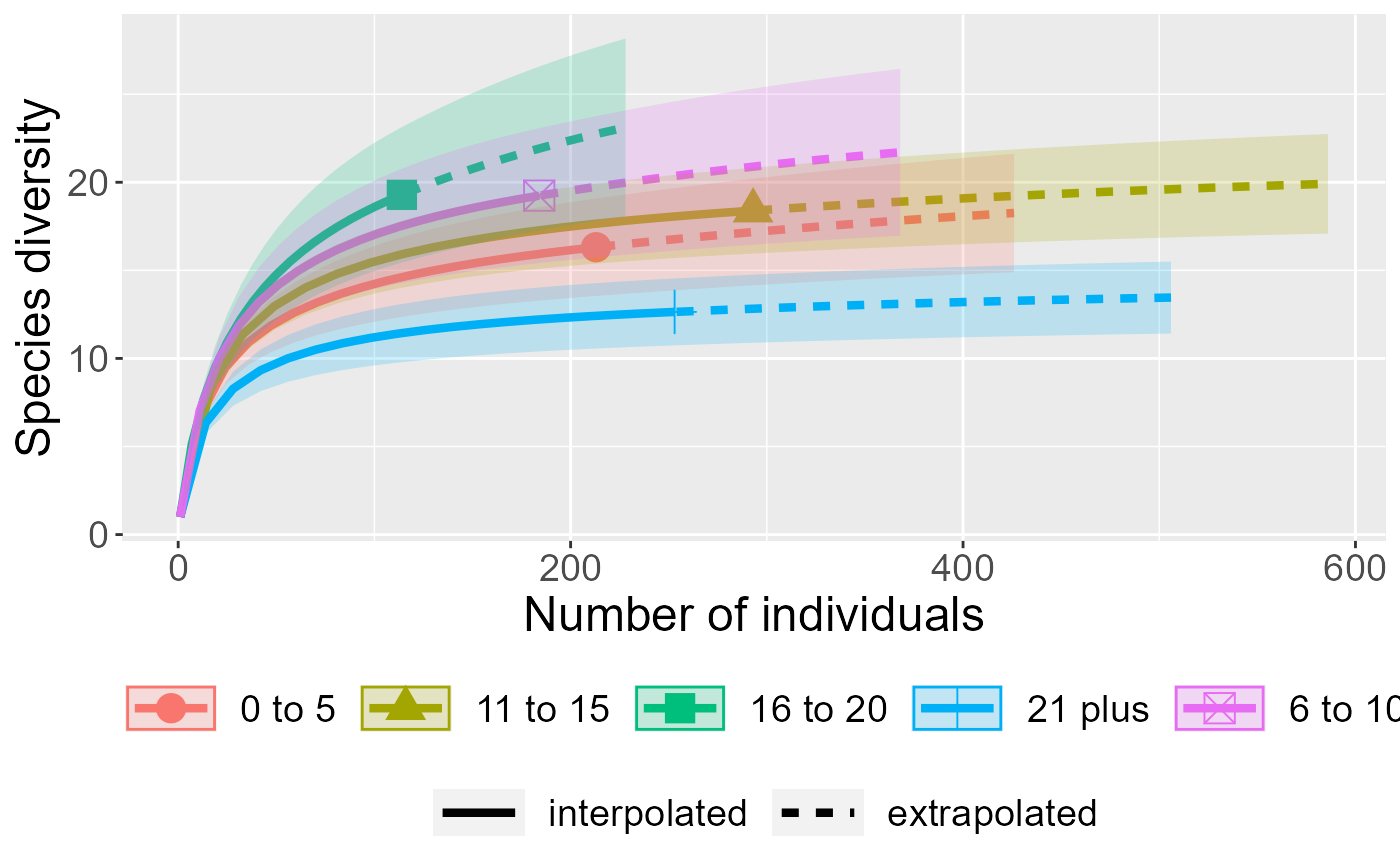 Species diversity
20
10
0
0 200 400 600
Number of individuals
0 to 5 11 to 15 16 to 20 21 plus 6 to 10
interpolated extrapolated